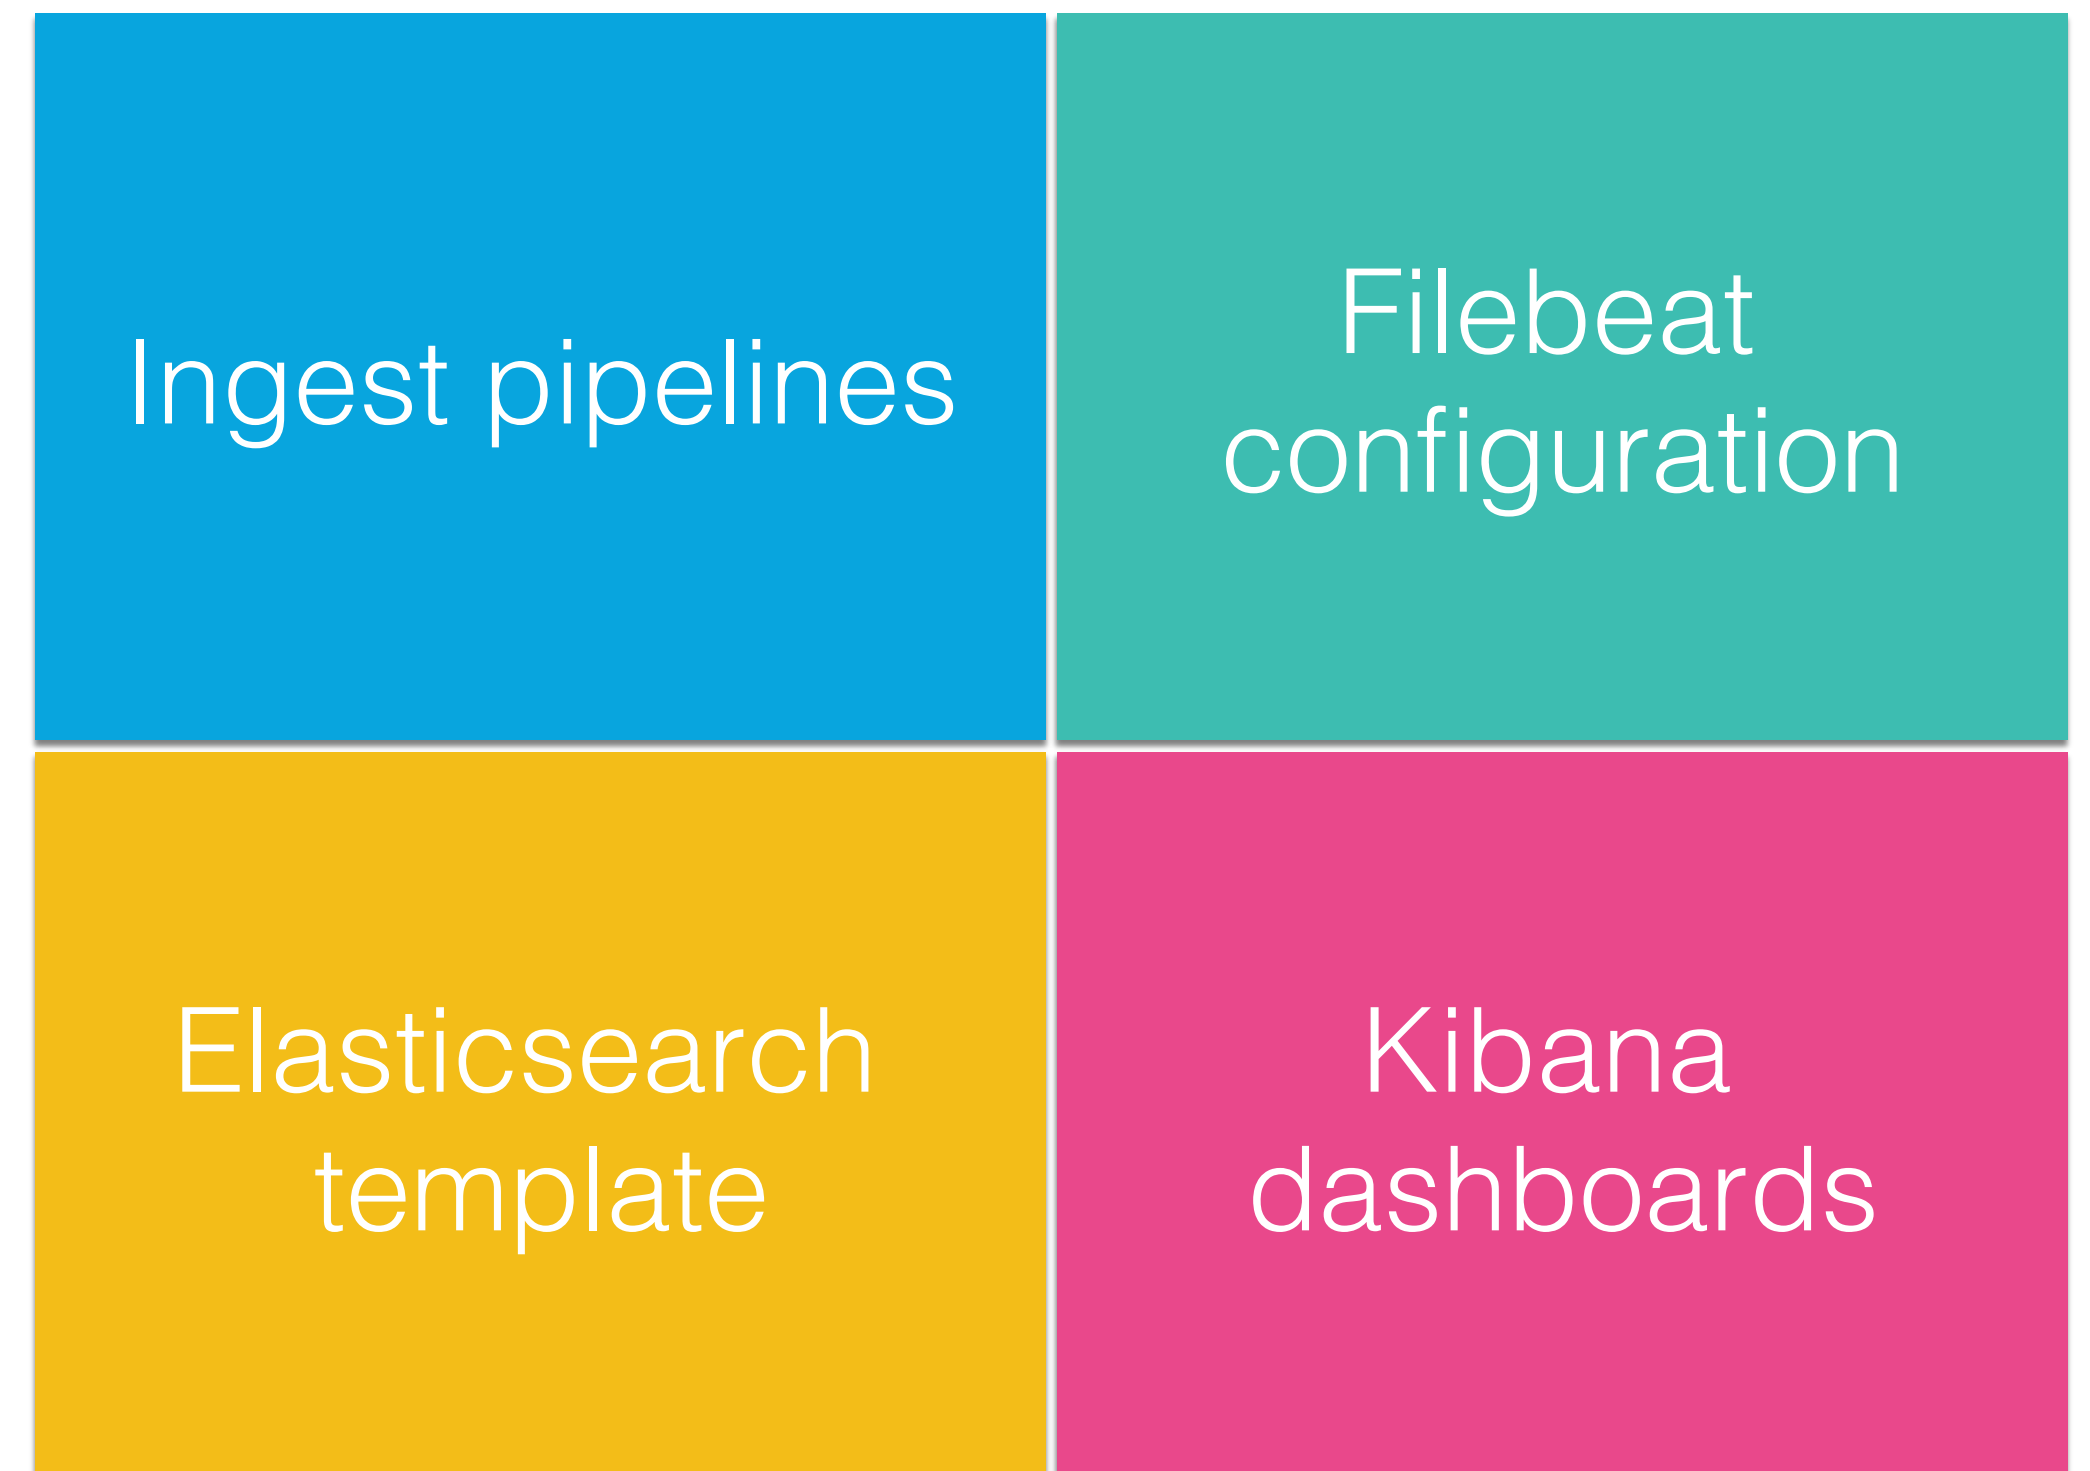 Ingest pipelines
Filebeat
configuration
Elasticsearch
template
Kibana
dashboards